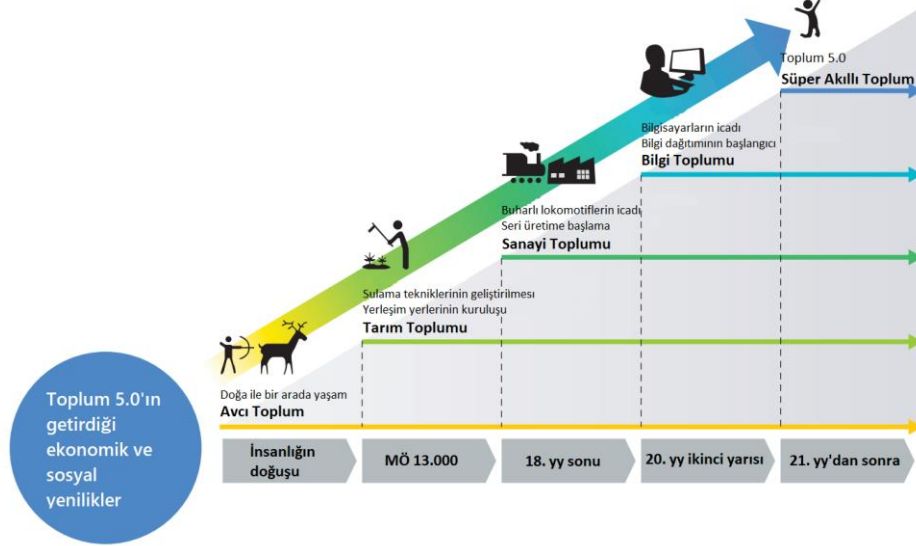 Toplum 5.0
Süper Akıllı Toplum
Bilgisayarların icadı
Bilgi dağıtımının başlangıcı
Bilgi Toplumu
Buharlı lokomotiflerin icadı
Seri üretime başlama
Sanayi Toplumu
Sulama tekniklerinin geliştirilmesi
Yerleşim yerlerinin kuruluşu
Tarım Toplumu
Doğa ile bir arada yaşam
Avcı Toplum
Toplum 5.0'ın
getirdiği
ekonomik ve
sosyal
yenilikler
İnsanlığın
doğuşu
MÖ 13.000
18. yy sonu
20. yy ikinci yarısı
21. yy'dan sonra